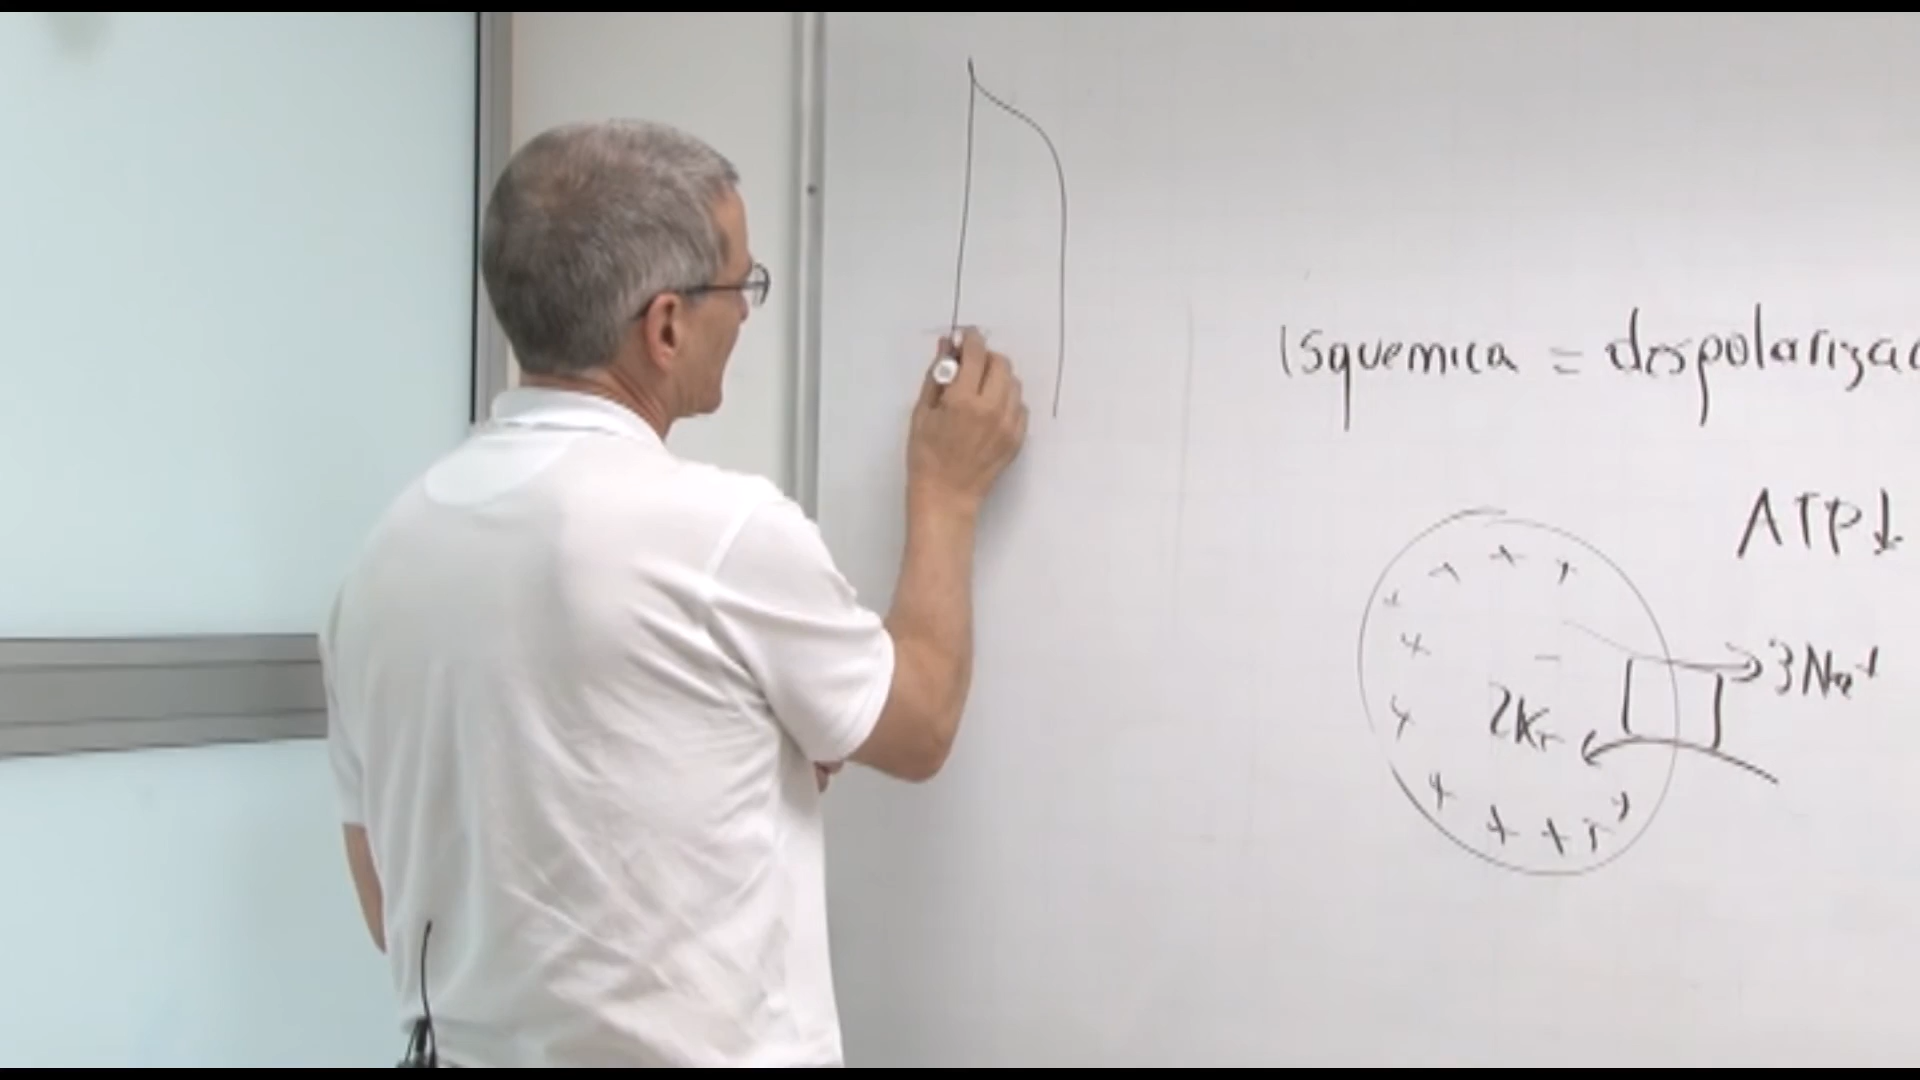 Isquemica = despolarizac
ATP↓
+ + + +
+ -
3Na+
2K+
+
+ + + + +